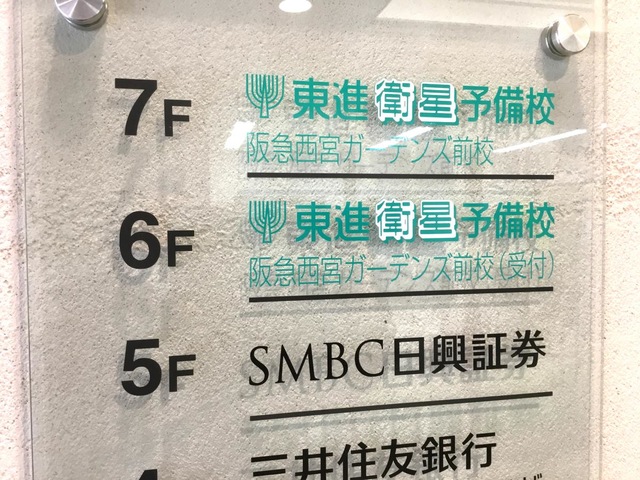 7F 東進衛星予備校
阪急西宮ガーデンズ前校
6F 東進衛星予備校
阪急西宮ガーデンズ前校(受付)
5F SMBC日興証券
三井住友銀行